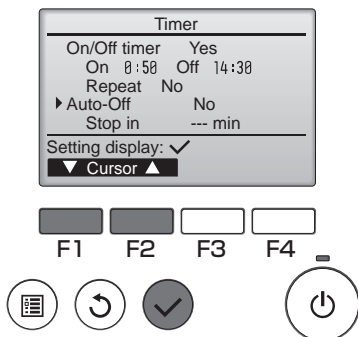 Timer
On/Off timer Yes
On 8:50 Off 14:30
Repeat No
Auto-Off No
Stop in --- min
Setting display: ✓
▼ Cursor ▲
F1 F2 F3 F4